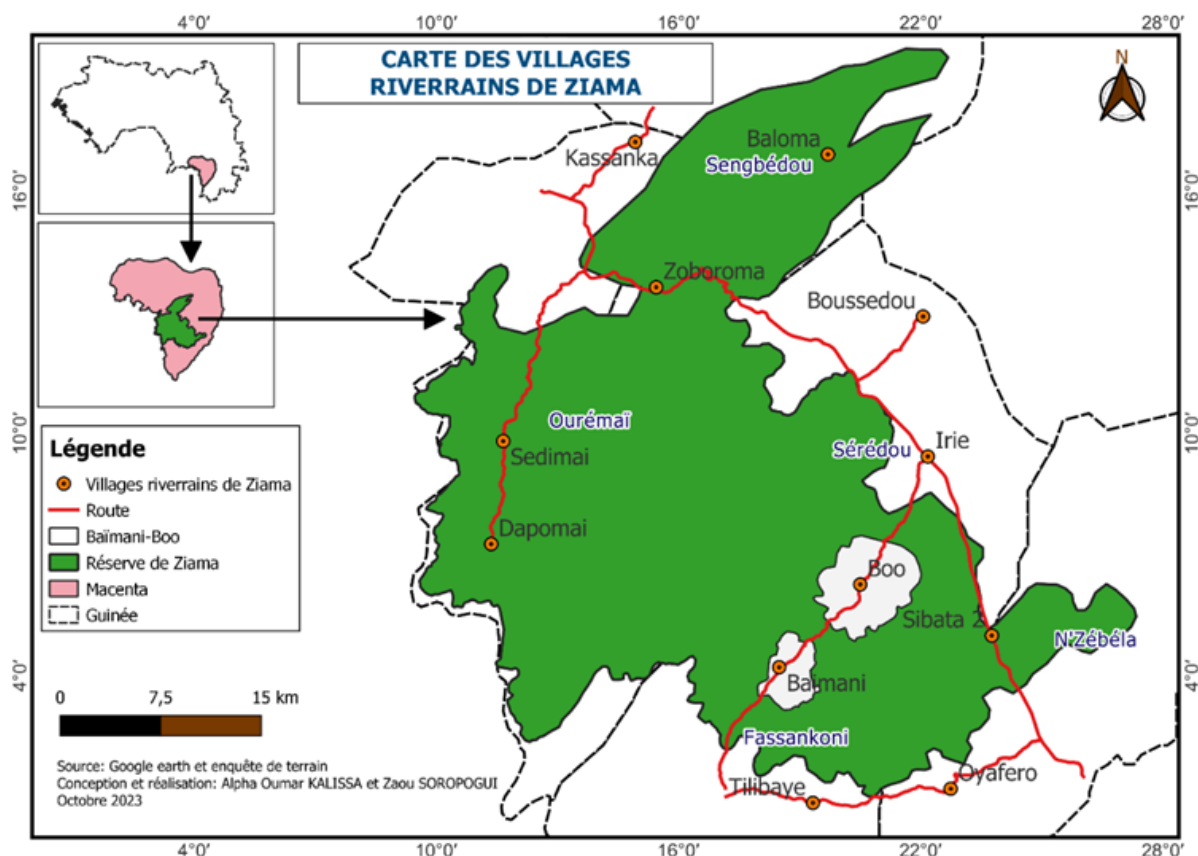 4°0' 10°0' 16°0' 22°0' 28°0'
CARTE DES VILLAGES
RIVERRAINS DE ZIAMA
N
16°0'
10°0'
4°0'
16°0'
10°0'
4°0'
Kassanka
Baloma
Sengbédou
Zoboroma
Boussedou
Ourémaï
Sérédou
Irie
Sedimai
Dapomai
Boo
Sibata 2
N'Zébéla
Baïmani
Fassankoni
Tilibaye
Oyafero
Légende
Villages riverrains de Ziama
Route
Baïmani-Boo
Réserve de Ziama
Macenta
Guinée
0 7,5 15 km
Source: Google earth et enquête de terrain
Conception et réalisation: Alpha Oumar KALISSA et Zaou SOROPOGUI
Octobre 2023
4°0' 10°0' 16°0' 22°0' 28°0'